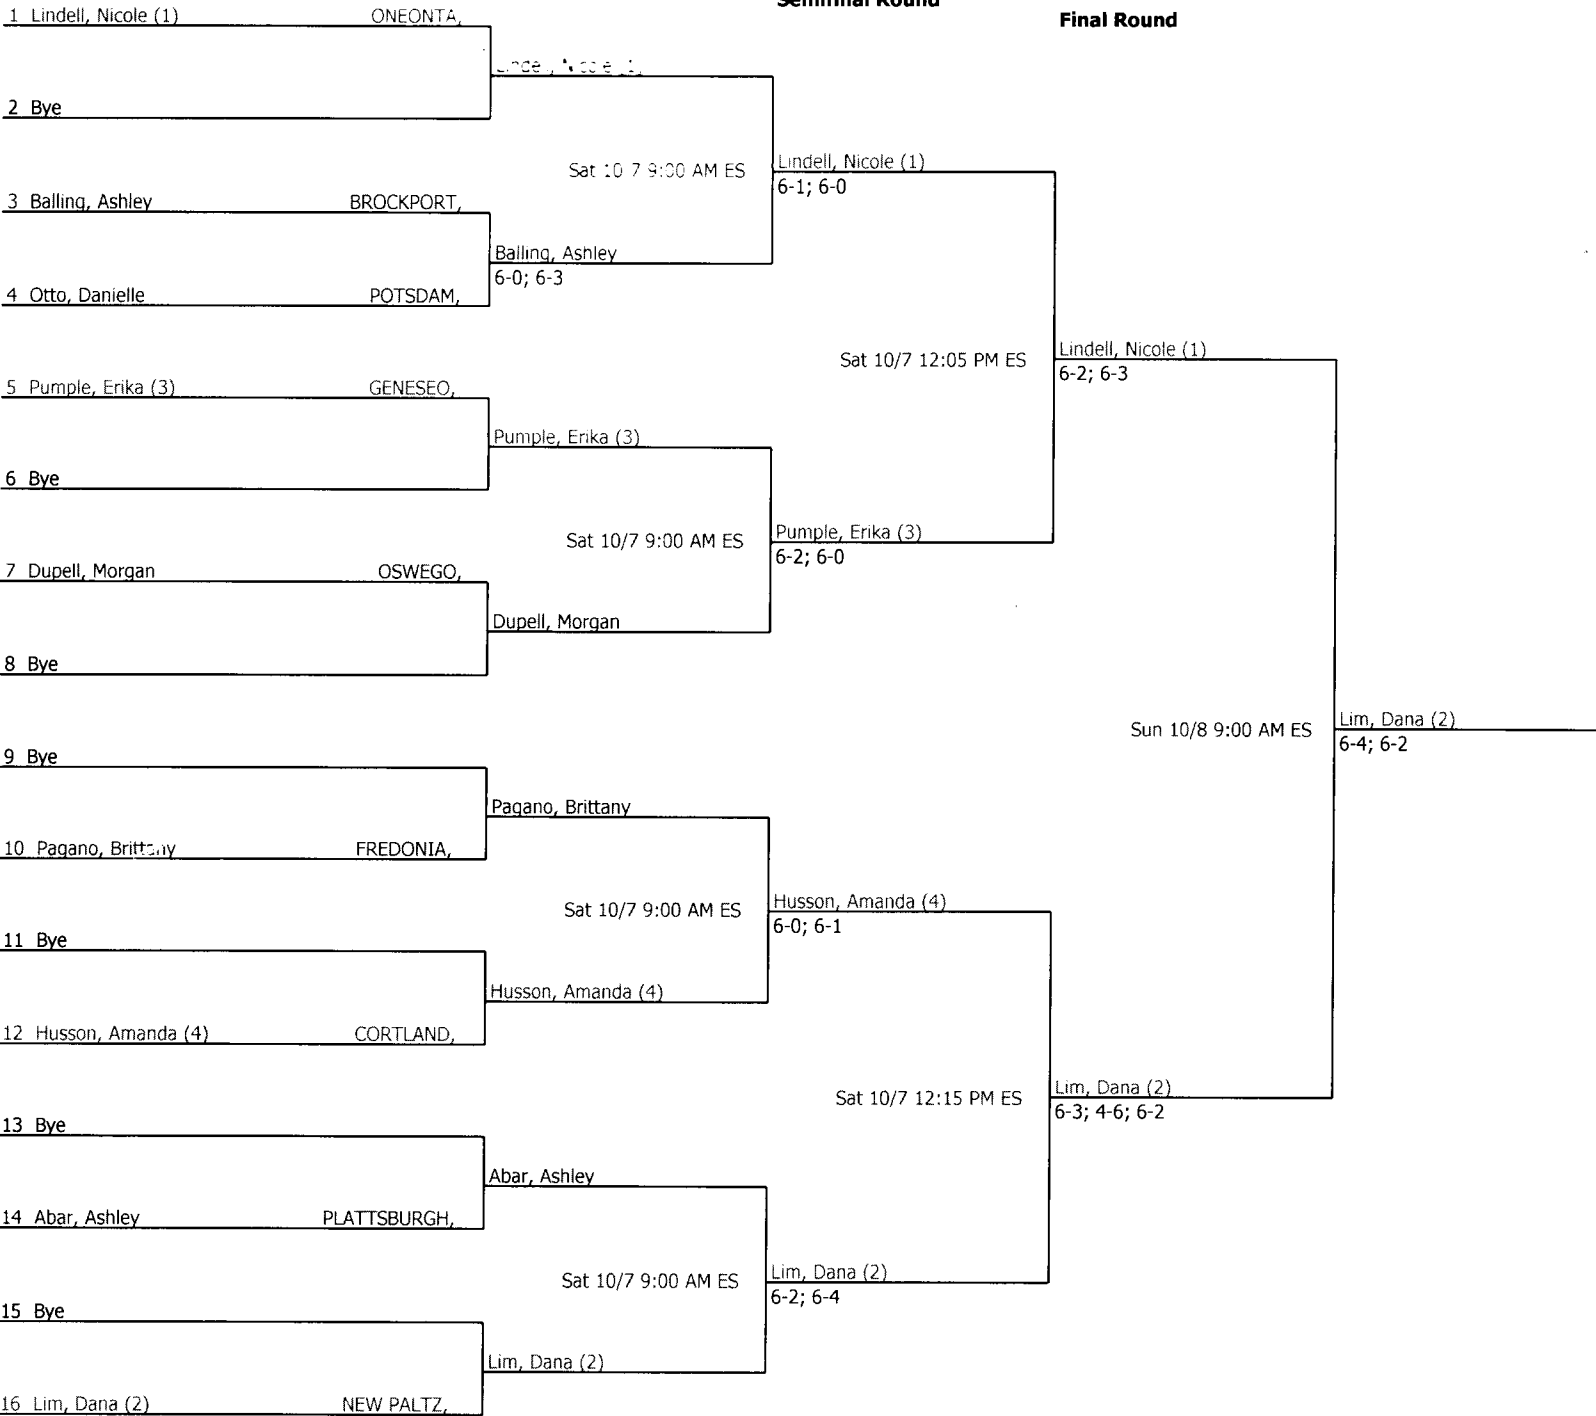 Semifinal Round
Final Round
1 Lindell, Nicole (1) ONEONTA,
2 Bye
Sat 10/7 9:00 AM ES
Lindell, Nicole (1)
6-1; 6-0
3 Balling, Ashley BROCKPORT,
Balling, Ashley
6-0; 6-3
4 Otto, Danielle POTSDAM,
Sat 10/7 12:05 PM ES
Lindell, Nicole (1)
6-2; 6-3
5 Pumple, Erika (3) GENESEO,
Pumple, Erika (3)
6 Bye
Sat 10/7 9:00 AM ES
Pumple, Erika (3)
6-2; 6-0
7 Dupell, Morgan OSWEGO,
Dupell, Morgan
8 Bye
Sun 10/8 9:00 AM ES
Lim, Dana (2)
6-4; 6-2
9 Bye
Pagano, Brittany
10 Pagano, Brittany FREDONIA,
Sat 10/7 9:00 AM ES
Husson, Amanda (4)
6-0; 6-1
11 Bye
Husson, Amanda (4)
12 Husson, Amanda (4) CORTLAND,
Sat 10/7 12:15 PM ES
Lim, Dana (2)
6-3; 4-6; 6-2
13 Bye
Abar, Ashley
14 Abar, Ashley PLATTSBURGH,
Sat 10/7 9:00 AM ES
Lim, Dana (2)
6-2; 6-4
15 Bye
Lim, Dana (2)
16 Lim, Dana (2) NEW PALTZ,